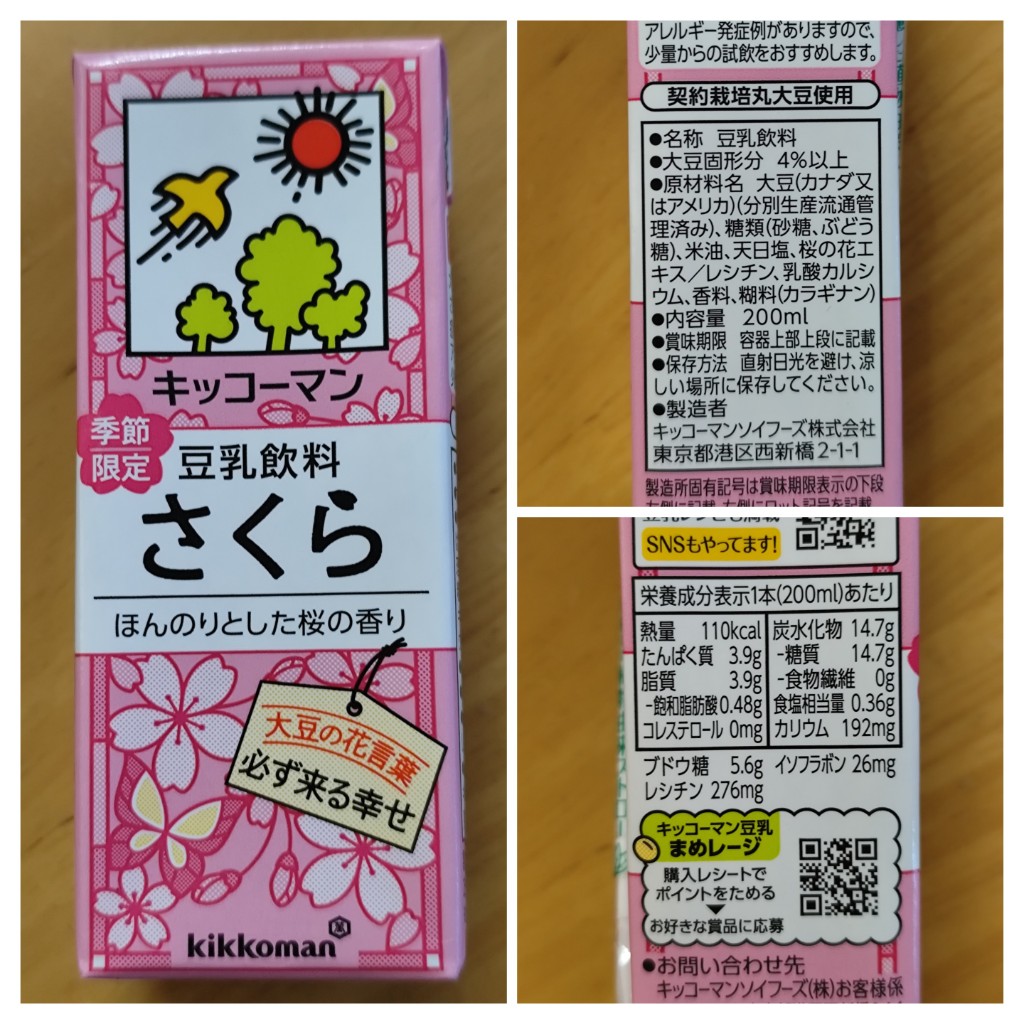 キッコーマン
季節
限定
豆乳飲料
さくら
ほんのりとした桜の香り
大豆の花言葉
必ず来る幸せ
kikkoman
アレルギー発症例がありますので、
少量からの試飲をおすすめします。
契約栽培丸大豆使用
●名称 豆乳飲料
●大豆固形分 4%以上
●原材料名 大豆(カナダ又
はアメリカ)(分別生産流通管
理済み)、糖類(砂糖、ぶどう
糖)、米油、天日塩、桜の花エ
キス/レシチン、乳酸カルシ
ウム、香料、糊料(カラギナン)
●内容量 200ml
●賞味期限 容器上部上段に記載
●保存方法 直射日光を避け、涼
しい場所に保存してください。
●製造者
キッコーマンソイフーズ株式会社
東京都港区西新橋2-1-1
製造所固有記号は賞味期限表示の下段
SNSもやってます!
栄養成分表示1本(200ml)あたり
熱量 110kcal
たんぱく質 3.9g
脂質 3.9g
-飽和脂肪酸 0.48g
コレステロール 0mg
炭水化物 14.7g
-糖質 14.7g
-食物繊維 0g
食塩相当量 0.36g
カリウム 192mg
ブドウ糖 5.6g イソフラボン 26mg
レシチン 276mg
キッコーマン豆乳
まめレージ
購入レシートで
ポイントをためる
お好きな賞品に応募
●お問い合わせ先
キッコーマンソイフーズ(株)お客様係